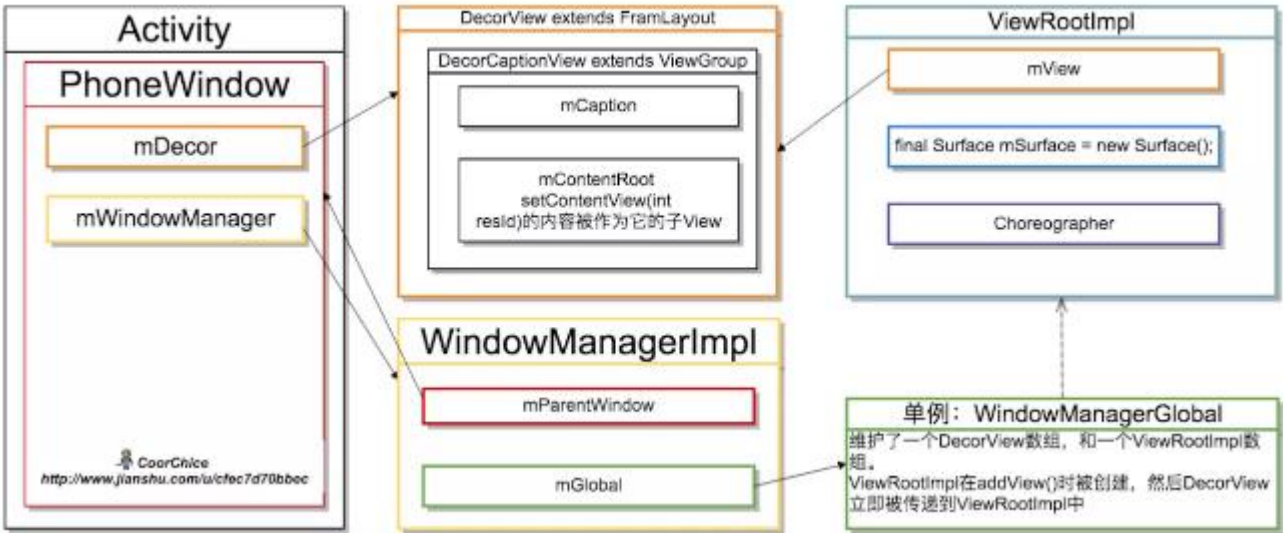 Activity
PhoneWindow
mDecor
mWindowManager
CoorChice
http://www.jianshu.com/u/cfec7d70bbec
DecorView extends FramLayout
DecorCaptionView extends ViewGroup
mCaption
mContentRoot
setContentView(int
resId)的内容被作为它的子View
WindowManagerImpl
mParentWindow
mGlobal
ViewRootImpl
mView
final Surface mSurface = new Surface();
Choreographer
单例：WindowManagerGlobal
维护了一个DecorView数组，和一个ViewRootImpl数
组。
ViewRootImpl在addView()时被创建，然后DecorView
立即被传递到ViewRootImpl中